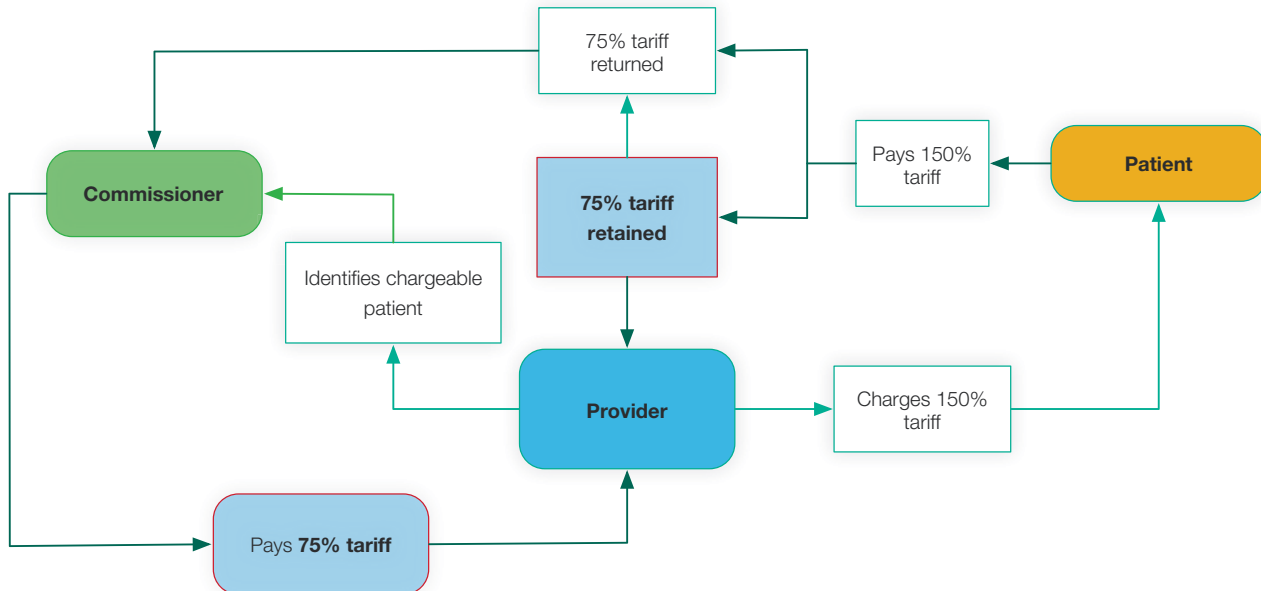 75% tariff
returned
Pays 150%
tariff
Patient
Commissioner
75% tariff
retained
Identifies chargeable
patient
Provider
Charges 150%
tariff
Pays 75% tariff